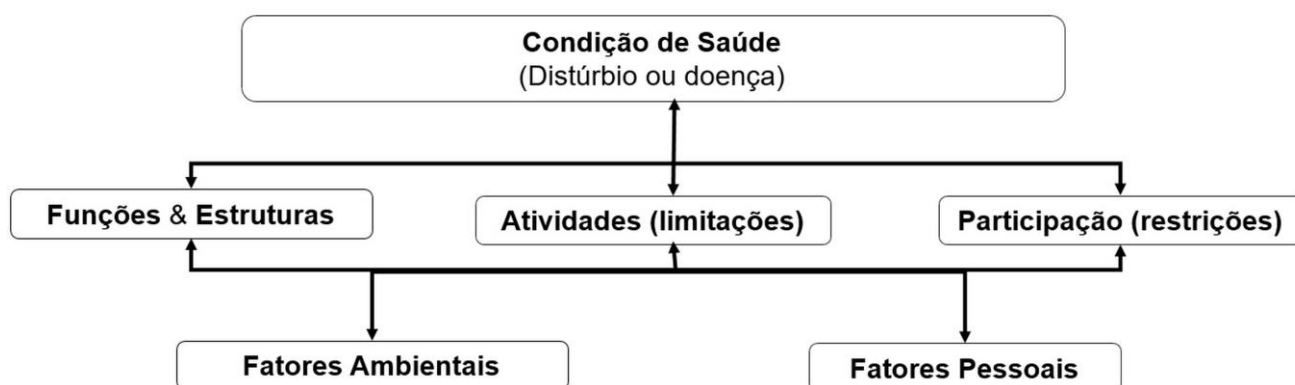 Condição de Saúde
(Distúrbio ou doença)
Funções & Estruturas
Atividades (limitações)
Participação (restrições)
Fatores Ambientais
Fatores Pessoais